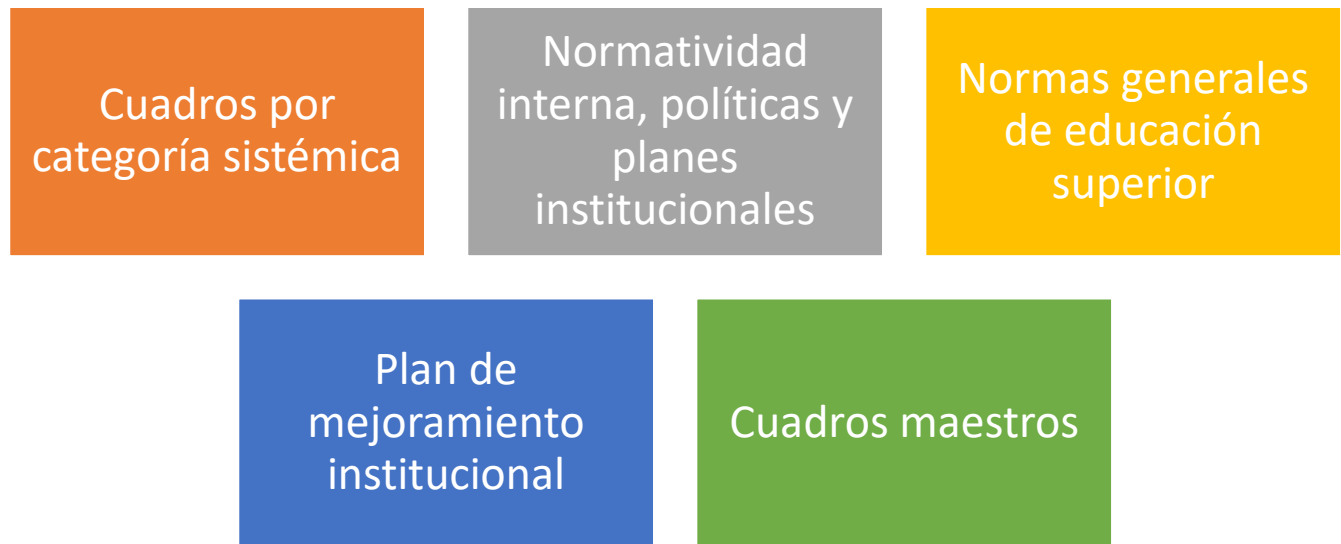 Cuadros por
categoría sistémica
Normatividad
interna, políticas y
planes
institucionales
Normas generales
de educación
superior
Plan de
mejoramiento
institucional
Cuadros maestros